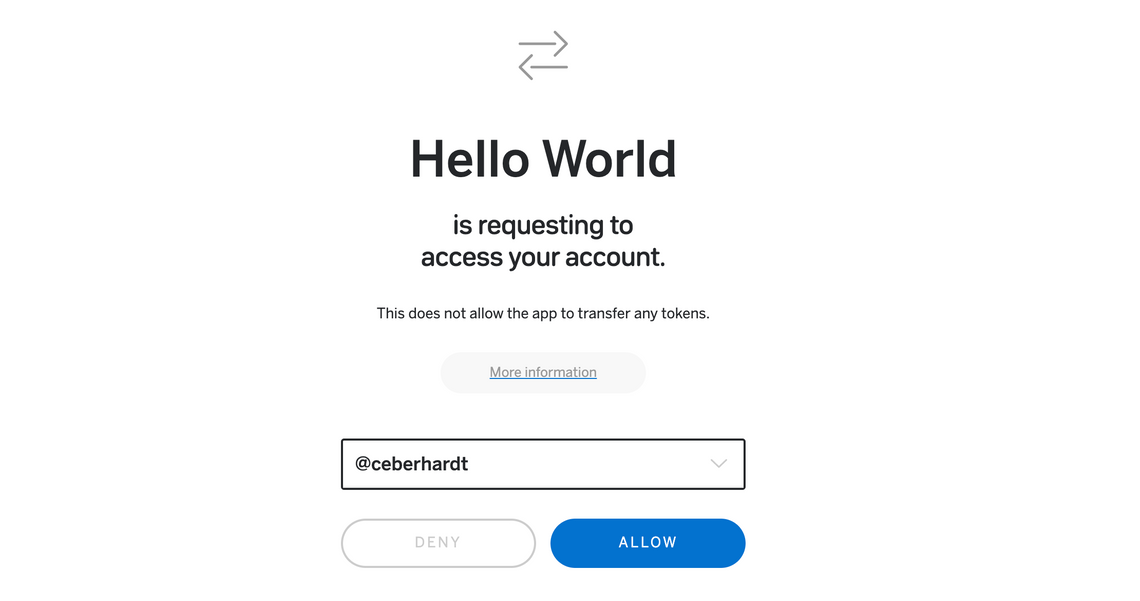 Hello World
is requesting to
access your account.
This does not allow the app to transfer any tokens.
More information
@ceberhardt
DENY
ALLOW